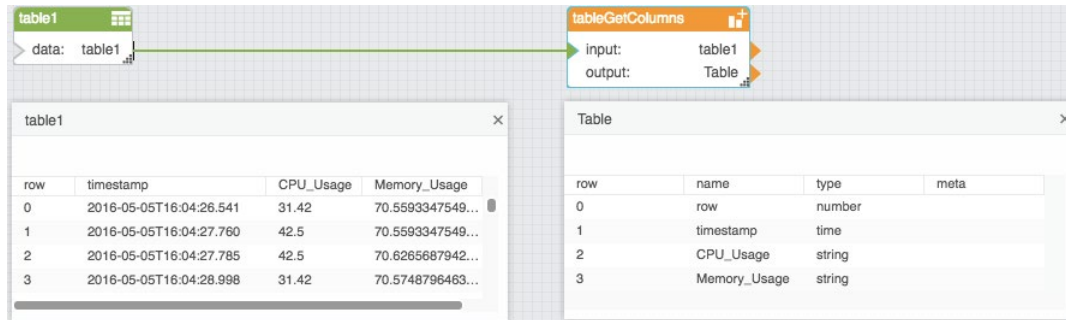 table1
data: table1
tableGetColumns
input: table1
output: Table
table1 ×
row timestamp CPU_Usage Memory_Usage
0 2016-05-05T16:04:26.541 31.42 70.5593347549...
1 2016-05-05T16:04:27.760 42.5 70.5593347549...
2 2016-05-05T16:04:27.785 42.5 70.6265687942...
3 2016-05-05T16:04:28.998 31.42 70.5748796463...
Table ×
row name type meta
0 row number
1 timestamp time
2 CPU_Usage string
3 Memory_Usage string